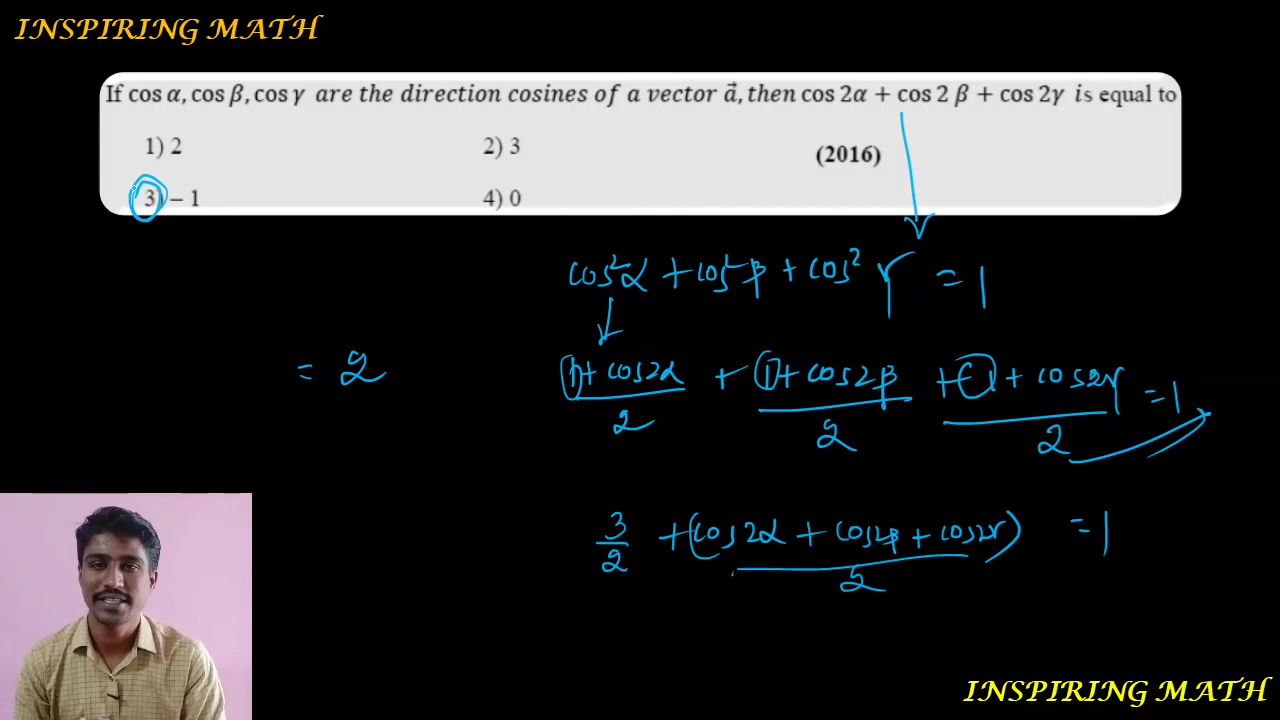 INSPIRING MATH
If cos α, cos β, cos γ are the direction cosines of a vector a⃗, then cos 2α + cos 2 β + cos 2γ is equal to
1) 2 2) 3 (2016)
3) – 1 4) 0
cos²α + cos²β + cos² γ = 1
= 2 (1 + cos2α)/2 + (1 + cos2β)/2 + (1 + cos2γ)/2 = 1
3/2 + (cos2α + cos2β + cos2γ)/2 = 1
INSPIRING MATH